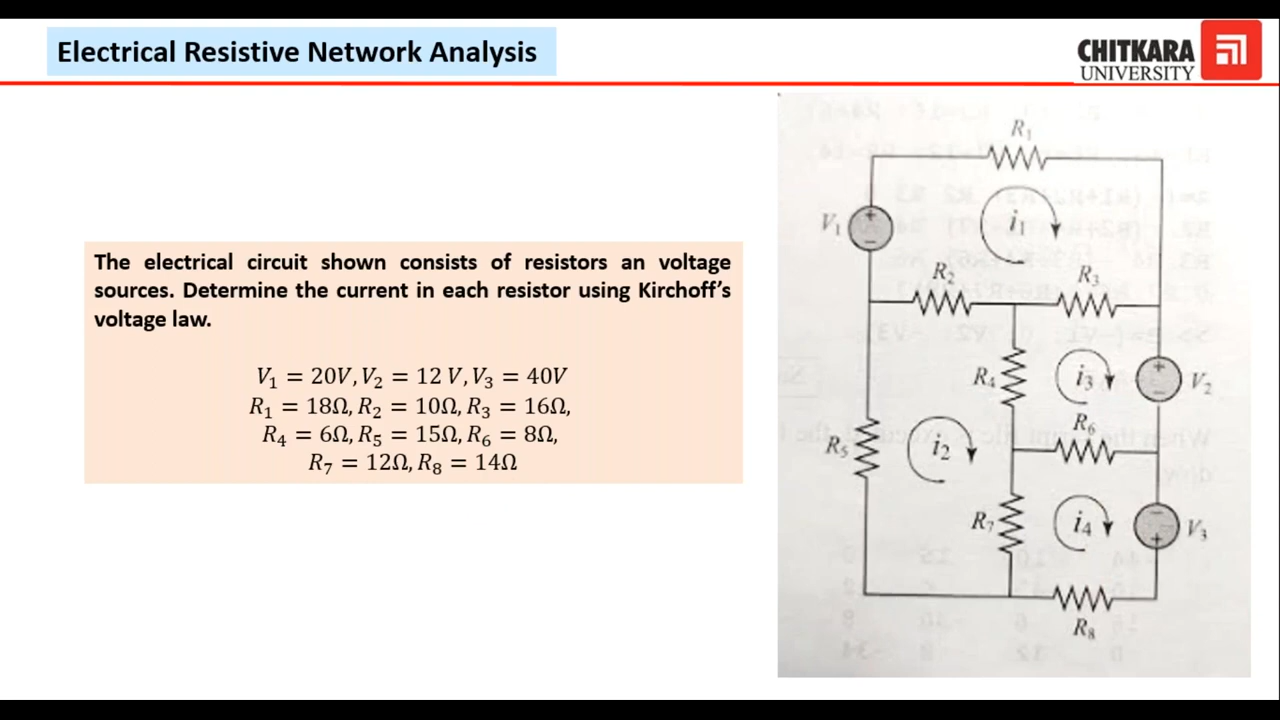 Electrical Resistive Network Analysis
CHITKARA
UNIVERSITY
The electrical circuit shown consists of resistors an voltage
sources. Determine the current in each resistor using Kirchoff's
voltage law.
V₁ = 20V, V₂ = 12 V, V₃ = 40V
R₁ = 18Ω, R₂ = 10Ω, R₃ = 16Ω,
R₄ = 6Ω, R₅ = 15Ω, R₆ = 8Ω,
R₇ = 12Ω, R₈ = 14Ω
R₁
V₁
+
−
i₁
R₂
R₃
R₄
i₃
+
−
V₂
R₅
i₂
R₆
R₇
i₄
−
+
V₃
R₈